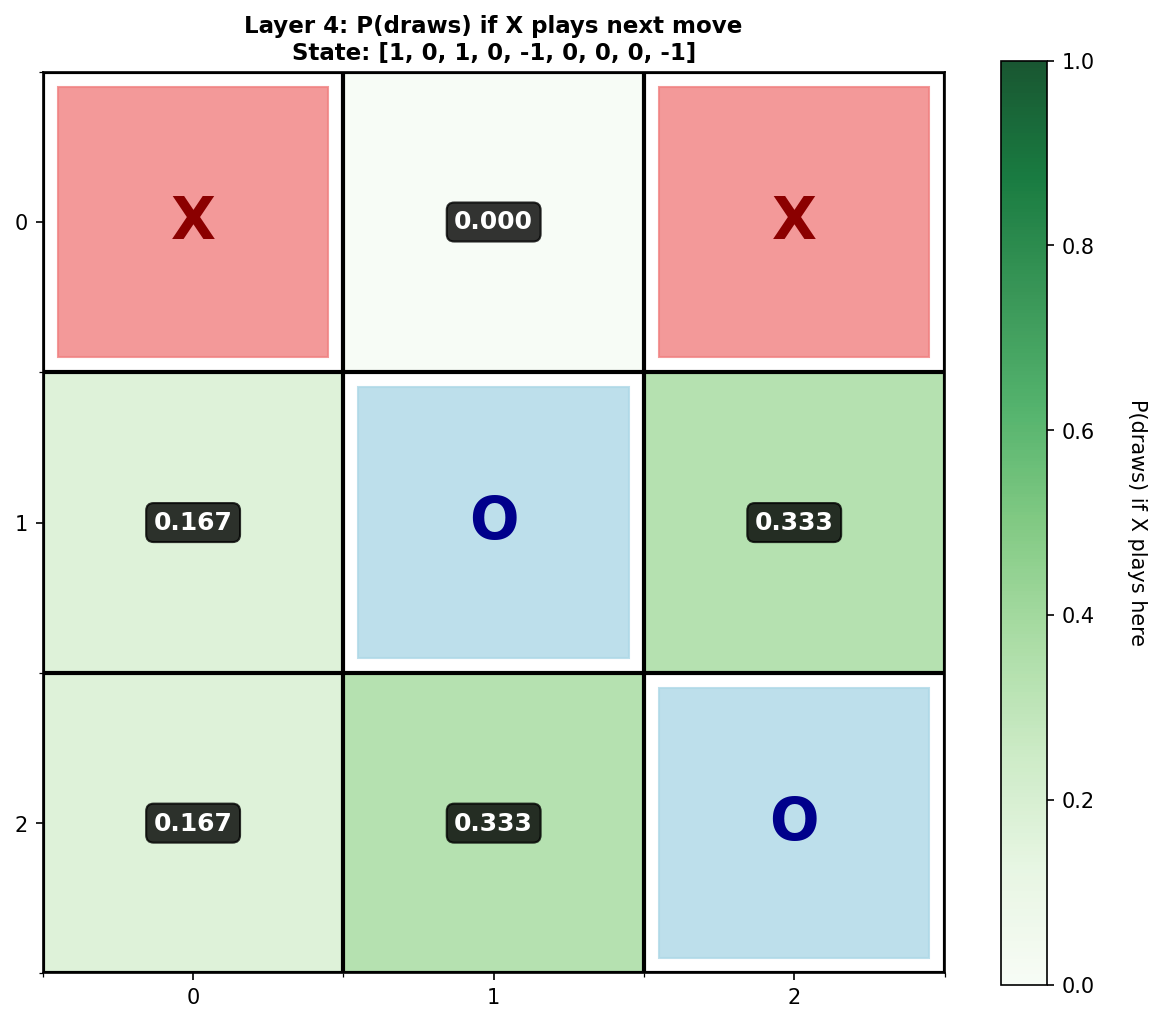 Layer 4: P(draws) if X plays next move
State: [1, 0, 1, 0, -1, 0, 0, 0, -1]
X
0.000
X
0.167
O
0.333
0.167
0.333
O
0
1
2
0
1
2
1.0
0.8
0.6
0.4
0.2
0.0
P(draws) if X plays here